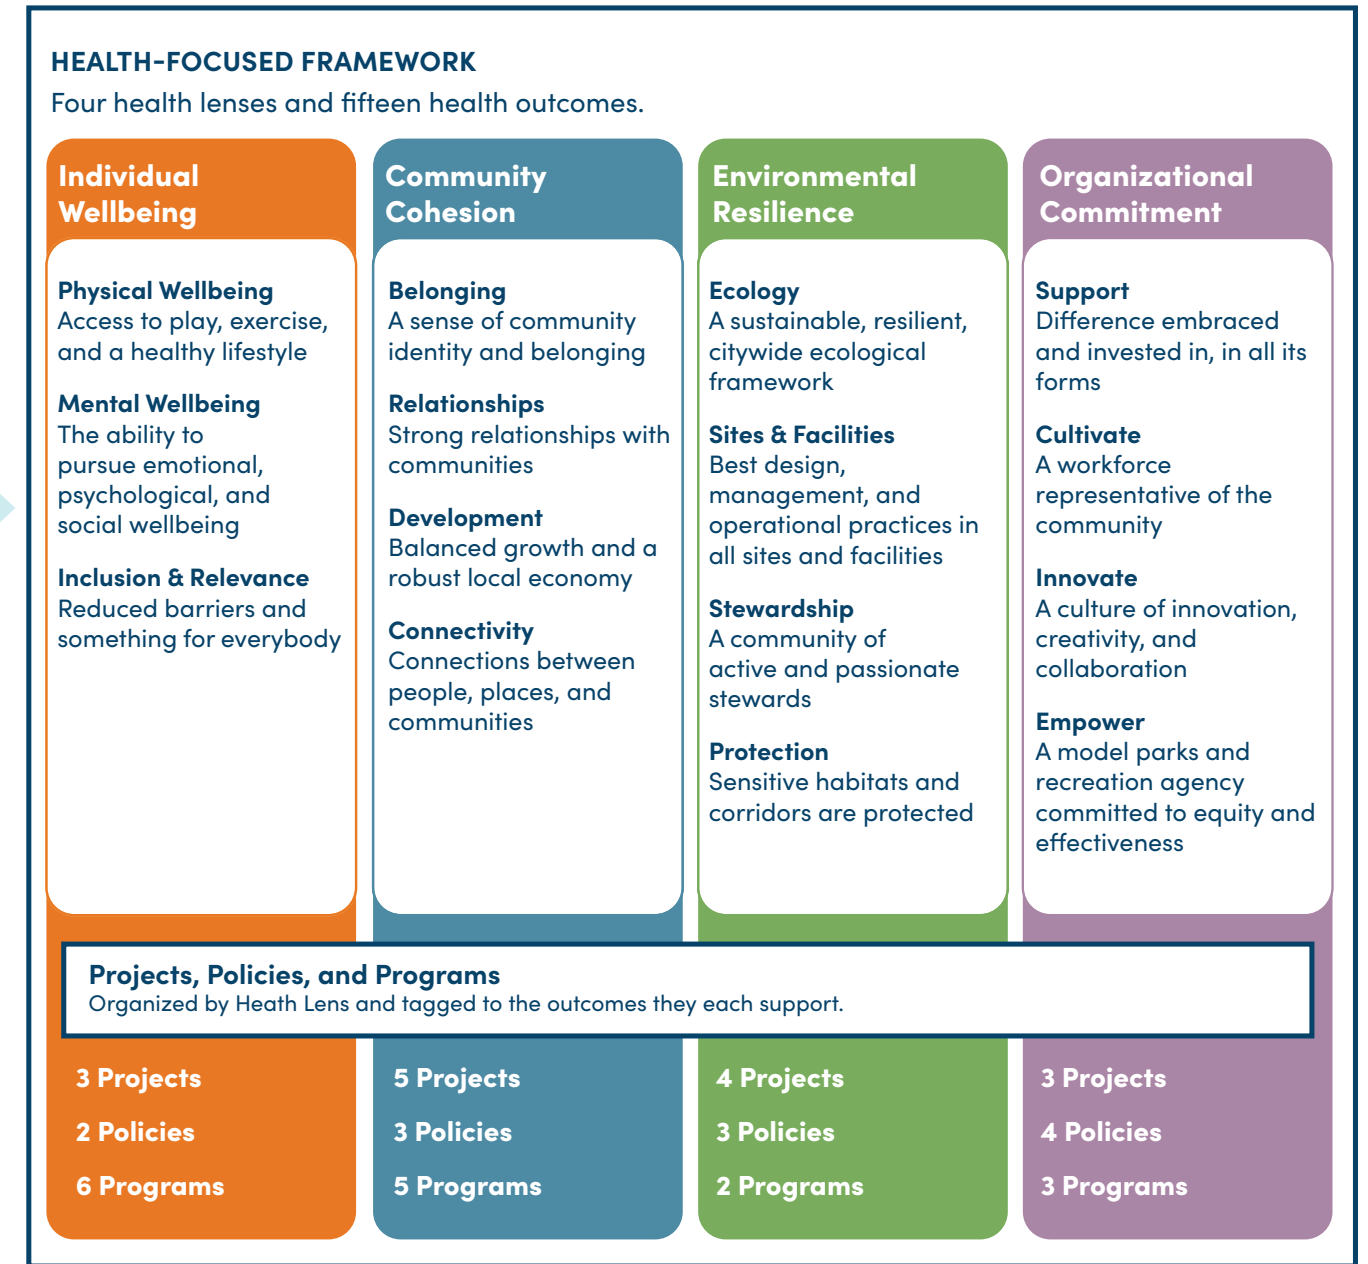 HEALTH-FOCUSED FRAMEWORK
Four health lenses and fifteen health outcomes.
Individual
Wellbeing
Physical Wellbeing
Access to play, exercise,
and a healthy lifestyle
Mental Wellbeing
The ability to
pursue emotional,
psychological, and
social wellbeing
Inclusion & Relevance
Reduced barriers and
something for everybody
Community
Cohesion
Belonging
A sense of community
identity and belonging
Relationships
Strong relationships with
communities
Development
Balanced growth and a
robust local economy
Connectivity
Connections between
people, places, and
communities
Environmental
Resilience
Ecology
A sustainable, resilient,
citywide ecological
framework
Sites & Facilities
Best design,
management, and
operational practices in
all sites and facilities
Stewardship
A community of
active and passionate
stewards
Protection
Sensitive habitats and
corridors are protected
Organizational
Commitment
Support
Difference embraced
and invested in, in all its
forms
Cultivate
A workforce
representative of the
community
Innovate
A culture of innovation,
creativity, and
collaboration
Empower
A model parks and
recreation agency
committed to equity and
effectiveness
Projects, Policies, and Programs
Organized by Heath Lens and tagged to the outcomes they each support.
3 Projects
2 Policies
6 Programs
5 Projects
3 Policies
5 Programs
4 Projects
3 Policies
2 Programs
3 Projects
4 Policies
3 Programs